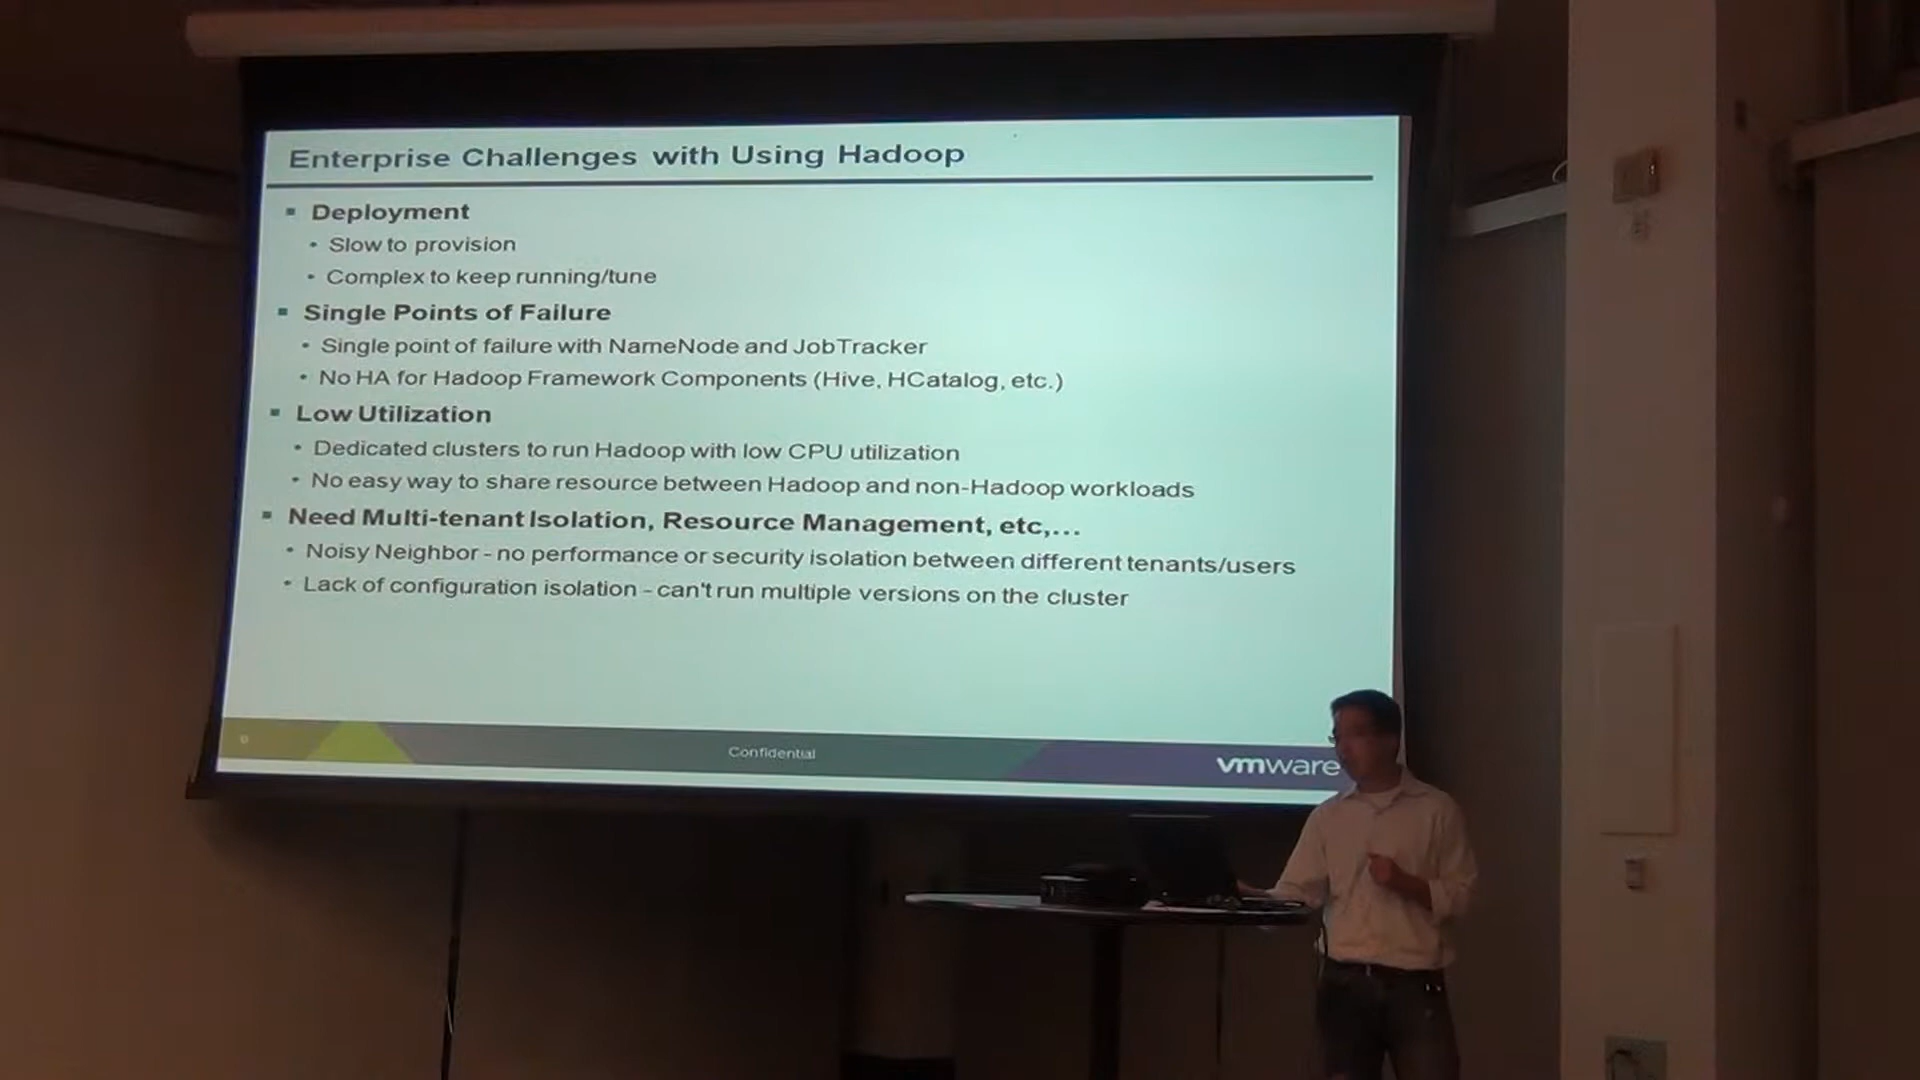 Enterprise Challenges with Using Hadoop
Deployment
Slow to provision
Complex to keep running/tune
Single Points of Failure
Single point of failure with NameNode and JobTracker
No HA for Hadoop Framework Components (Hive, HCatalog, etc.)
Low Utilization
Dedicated clusters to run Hadoop with low CPU utilization
No easy way to share resource between Hadoop and non-Hadoop workloads
Need Multi-tenant Isolation, Resource Management, etc,...
Noisy Neighbor - no performance or security isolation between different tenants/users
Lack of configuration isolation - can't run multiple versions on the cluster
Confidential
vmware